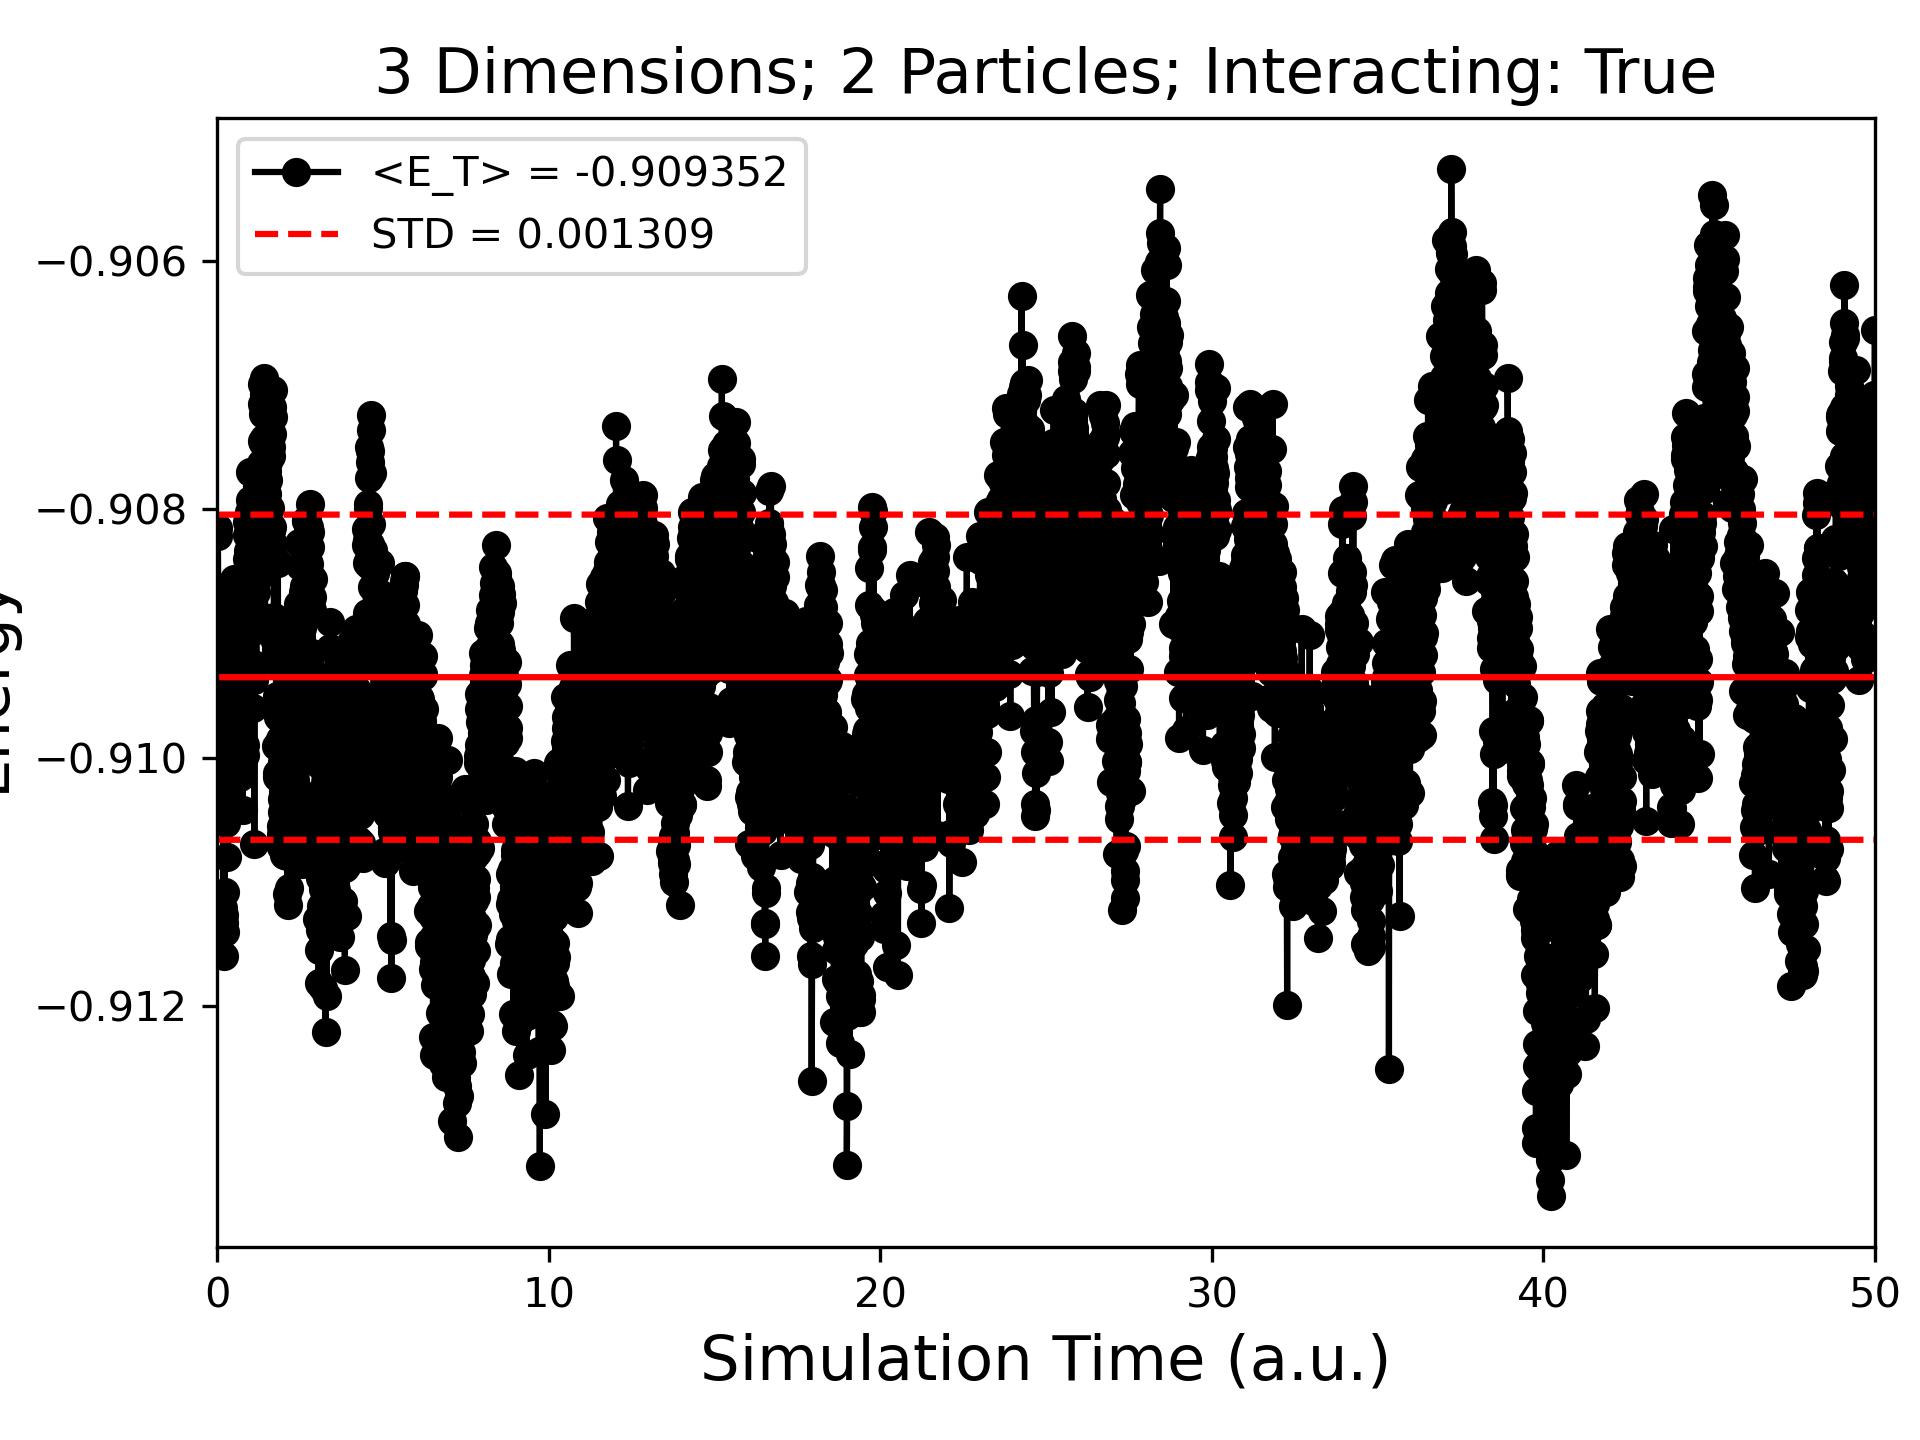 3 Dimensions; 2 Particles; Interacting: True
<E_T> = -0.909352
STD = 0.001309
Energy
−0.906
−0.908
−0.910
−0.912
0 10 20 30 40 50
Simulation Time (a.u.)